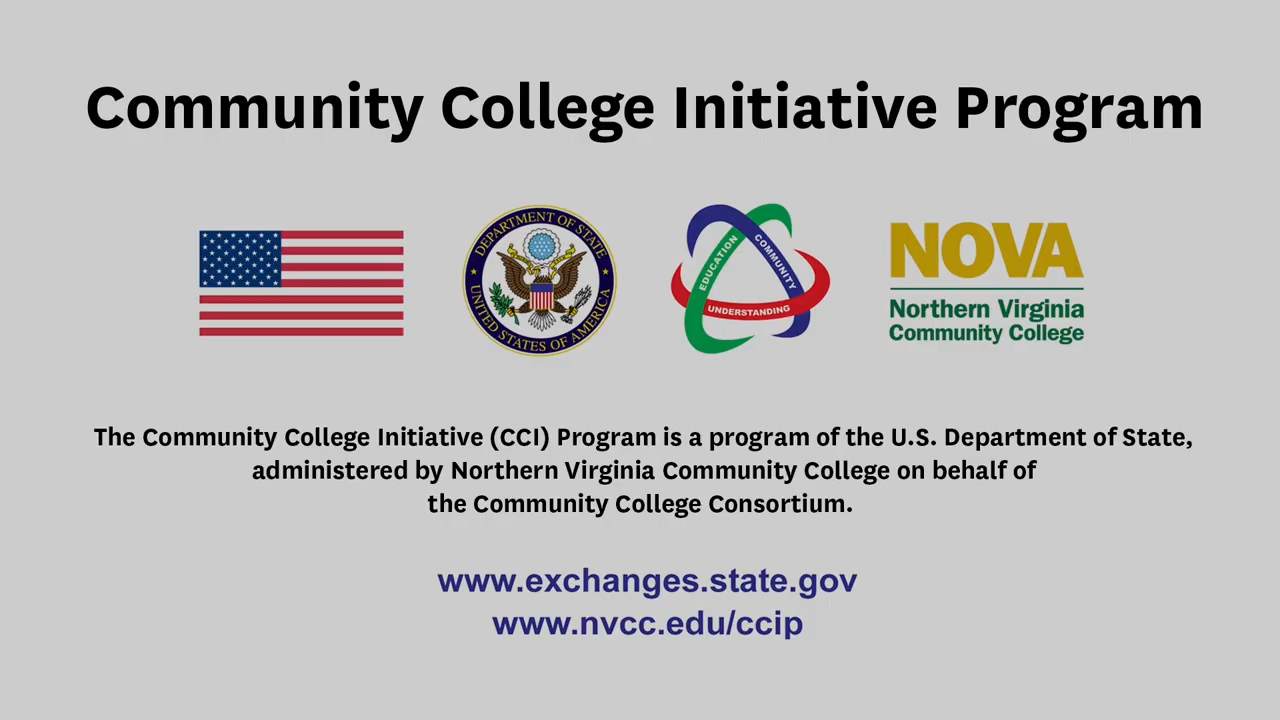 Community College Initiative Program
DEPARTMENT OF STATE
UNITED STATES OF AMERICA
EDUCATION
COMMUNITY
UNDERSTANDING
NOVA
Northern Virginia
Community College
The Community College Initiative (CCI) Program is a program of the U.S. Department of State,
administered by Northern Virginia Community College on behalf of
the Community College Consortium.
www.exchanges.state.gov
www.nvcc.edu/ccip